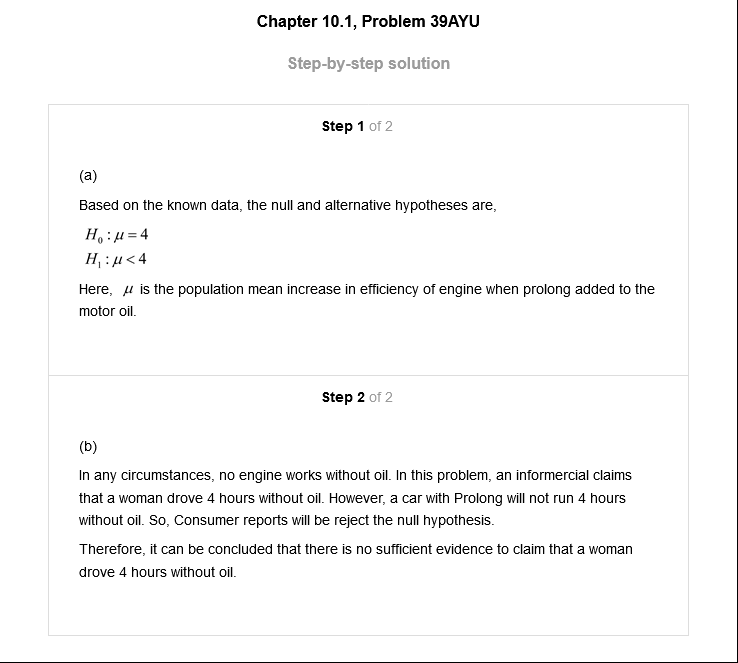 Chapter 10.1, Problem 39AYU
Step-by-step solution
Step 1 of 2
(a)
Based on the known data, the null and alternative hypotheses are,
H₀ : μ = 4
H₁ : μ < 4
Here, μ is the population mean increase in efficiency of engine when prolong added to the
motor oil.
Step 2 of 2
(b)
In any circumstances, no engine works without oil. In this problem, an informercial claims
that a woman drove 4 hours without oil. However, a car with Prolong will not run 4 hours
without oil. So, Consumer reports will be reject the null hypothesis.
Therefore, it can be concluded that there is no sufficient evidence to claim that a woman
drove 4 hours without oil.